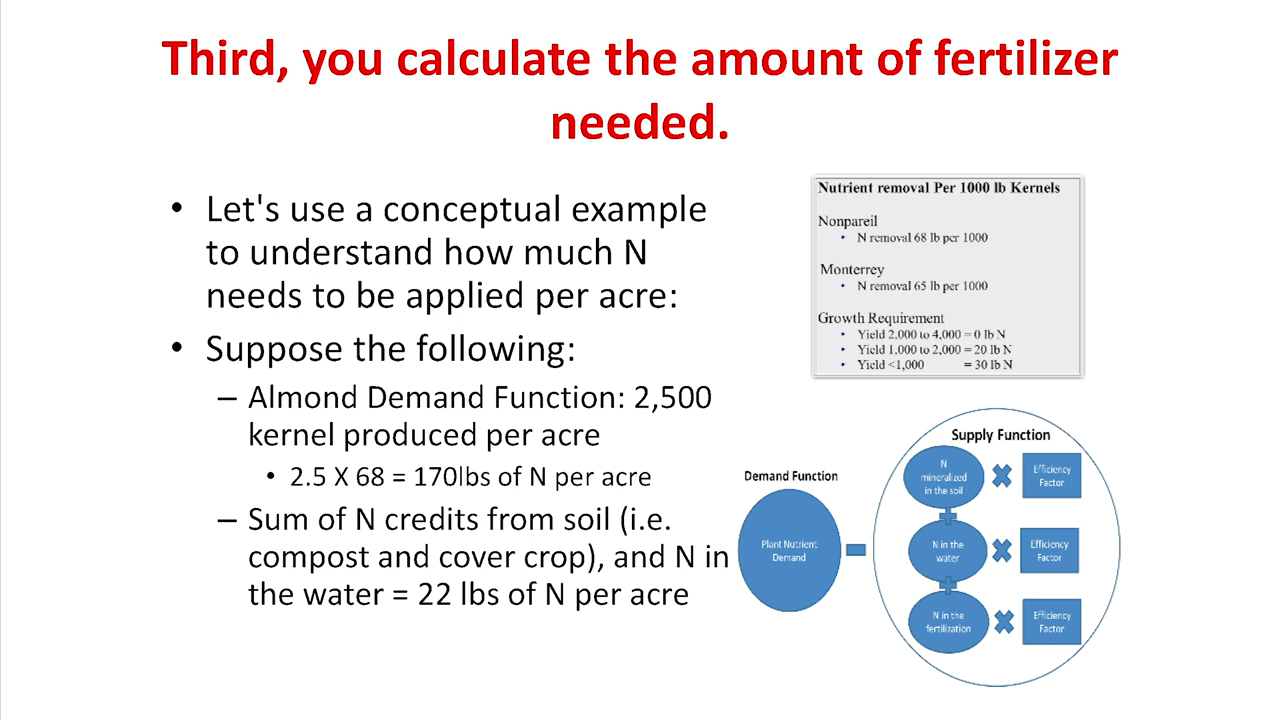 Third, you calculate the amount of fertilizer
needed.
• Let's use a conceptual example
to understand how much N
needs to be applied per acre:
• Suppose the following:
– Almond Demand Function: 2,500
kernel produced per acre
• 2.5 X 68 = 170lbs of N per acre
– Sum of N credits from soil (i.e.
compost and cover crop), and N in
the water = 22 lbs of N per acre
Nutrient removal Per 1000 lb Kernels
Nonpareil
• N removal 68 lb per 1000
Monterrey
• N removal 65 lb per 1000
Growth Requirement
• Yield 2,000 to 4,000 = 0 lb N
• Yield 1,000 to 2,000 = 20 lb N
• Yield <1,000 = 30 lb N
Demand Function
Plant Nutrient
Demand
Supply Function
N
mineralized
in the soil
Efficiency
Factor
N in the
water
Efficiency
Factor
N in the
fertilization
Efficiency
Factor